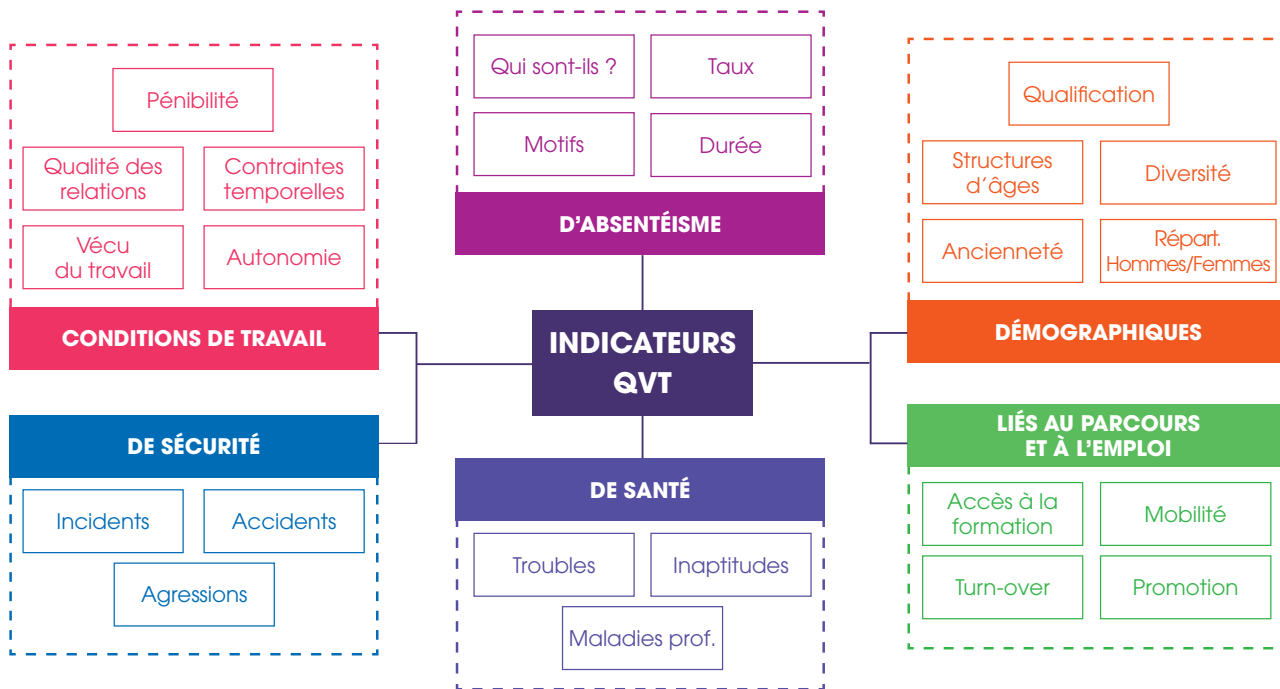 Pénibilité
Qualité des
relations
Contraintes
temporelles
Vécu
du travail
Autonomie
CONDITIONS DE TRAVAIL
Qui sont-ils ?
Taux
Motifs
Durée
D'ABSENTÉISME
Qualification
Structures
d'âges
Diversité
Ancienneté
Répart.
Hommes/Femmes
DÉMOGRAPHIQUES
INDICATEURS
QVT
DE SÉCURITÉ
Incidents
Accidents
Agressions
DE SANTÉ
Troubles
Inaptitudes
Maladies prof.
LIÉS AU PARCOURS
ET À L'EMPLOI
Accès à la
formation
Mobilité
Turn-over
Promotion